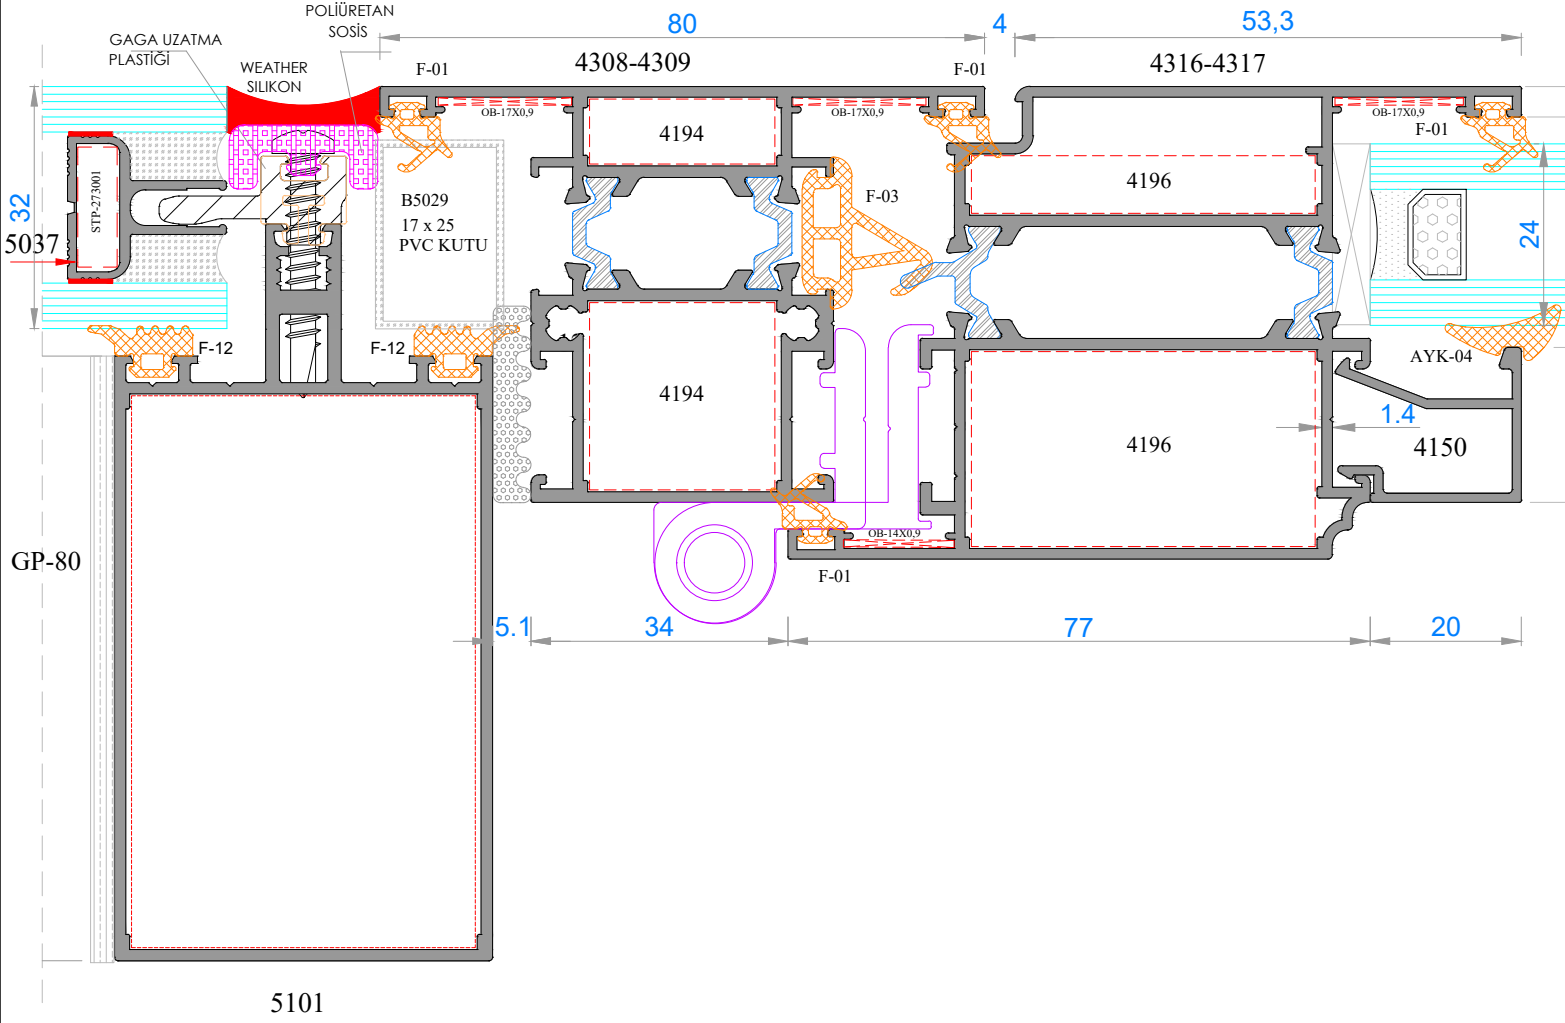 POLİÜRETAN
SOSİS
GAGA UZATMA
PLASTİĞİ
WEATHER
SILIKON
80
4
53,3
F-01
4308-4309
F-01
4316-4317
OB-17X0,9
OB-17X0,9
OB-17X0,9
F-01
4194
4196
STP-273001
32
5037
B5029
17 x 25
PVC KUTU
F-03
24
F-12
F-12
AYK-04
4194
4196
1.4
4150
OB-14X0,9
F-01
GP-80
5.1
34
77
20
5101